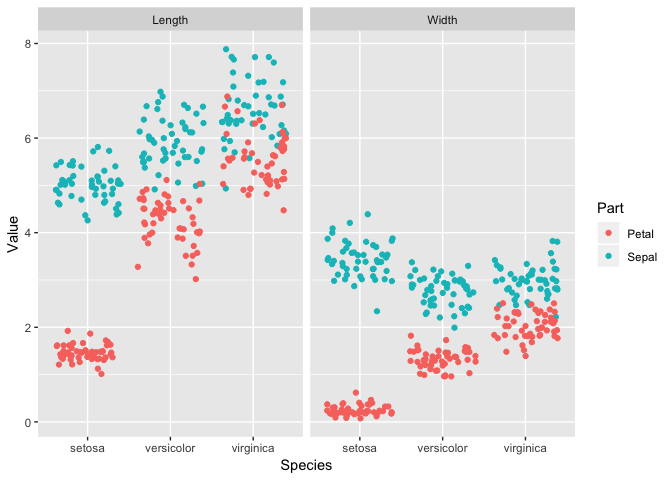 Length Width
8
6
4
2
0
Value
setosa versicolor virginica setosa versicolor virginica
Species
Part
Petal
Sepal